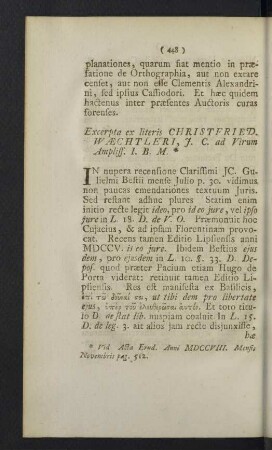 ( 448 )
planationes, quarum fiat mentio in præ-
fatione de Orthographia, aut non excare
censet, aut non esse Clementis Alexandri-
ni, sed ipsius Cassiodori. Et hæc quidem
hactenus inter præsentes Auctoris curas
forenses.
Excerpta ex literis CHRISTFRIED.
WÆCHTLERI, J. C. ad Virum
Ampliss. I. B. M. *
IN nupera recensione Clarissimi JC. Gu-
lielmi Bestii mense Julio p. 30. vidimus
non paucas emendationes textuum Juris.
Sed restant adhuc plures Statim enim
initio recte legit ideo, pro id eo jure, vel ipso
jure in L. 18. D. de V. O. Præmonuit hoc
Cujacius, & ad ipsam Florentinam provo-
cat. Recens tamen Editio Lipsiensis anni
MDCCV. is eo jure. Ibidem Bestius ejus
dem, pro ejusdem in L. 10. §. 33. D. De-
pos. quod præter Pacium etiam Hugo de
Porta viderat; retinuit tamen Editio Li-
psiensis. Res est manifesta ex Basilicis,
ut tibi dem pro libertate
ejus, Et toto titu-
lo D. de stat lib. nuspiam coaluit In L. 15.
D. de leg. 3. ait alios jam recte disjunxisse,
hæ
* Vid Acta Erud. Anni MDCCVIII. Mense
Novembris pag. 512.